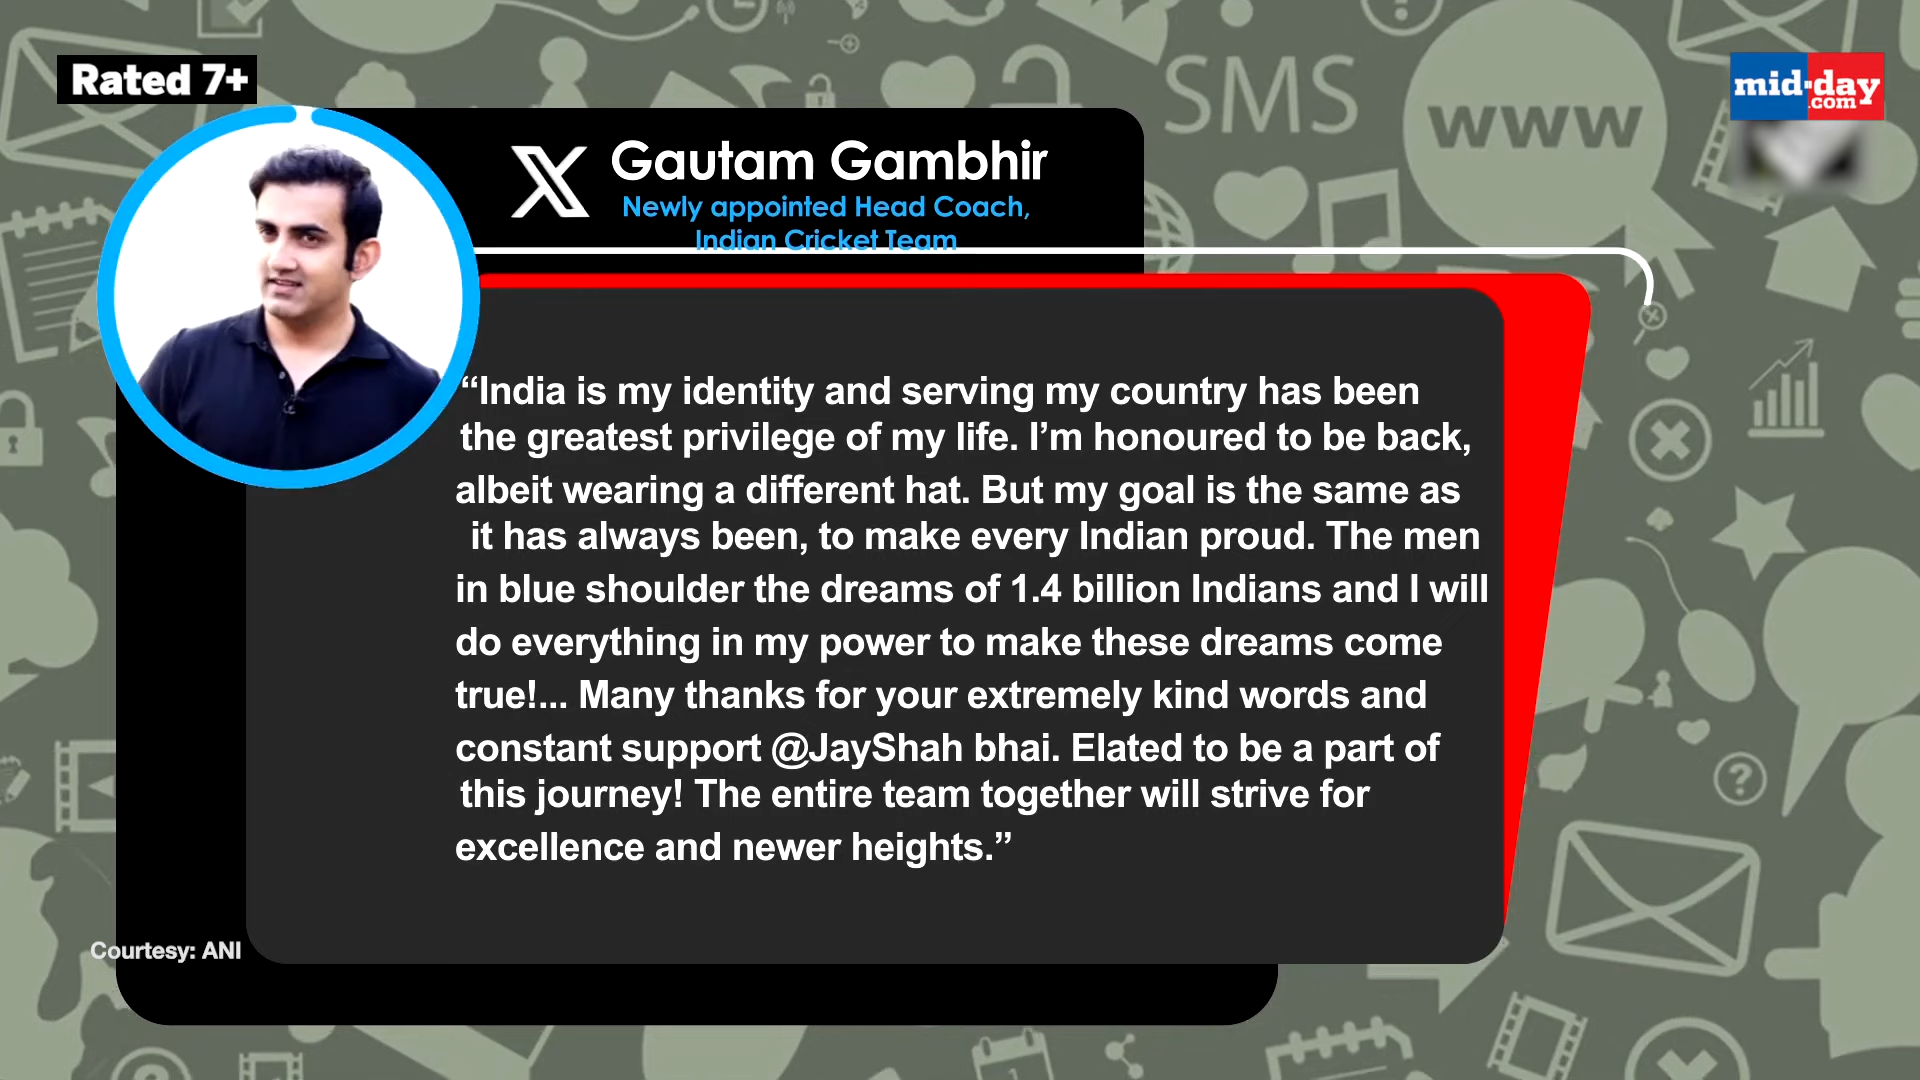 Rated 7+
mid-day
.com
SMS
www
Gautam Gambhir
Newly appointed Head Coach,
Indian Cricket Team
“India is my identity and serving my country has been
the greatest privilege of my life. I’m honoured to be back,
albeit wearing a different hat. But my goal is the same as
it has always been, to make every Indian proud. The men
in blue shoulder the dreams of 1.4 billion Indians and I will
do everything in my power to make these dreams come
true!... Many thanks for your extremely kind words and
constant support @JayShah bhai. Elated to be a part of
this journey! The entire team together will strive for
excellence and newer heights.”
Courtesy: ANI